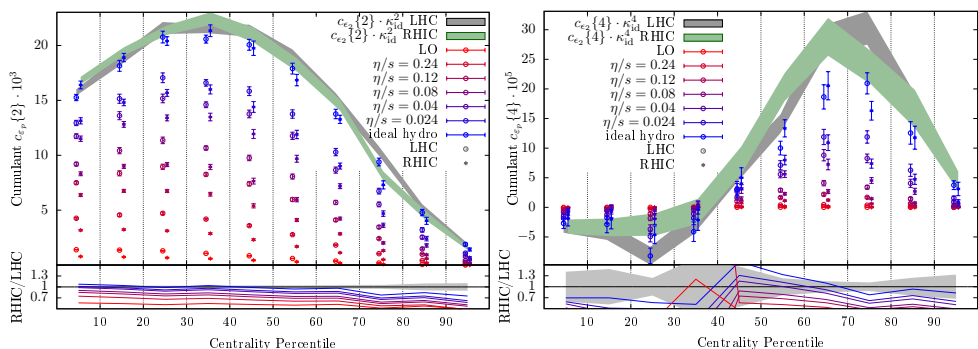 Cumulant c_{ε_p}{2} · 10^3
20
15
10
5
c_{ϵ_2}{2} · κ_{id}^2 LHC
c_{ϵ_2}{2} · κ_{id}^2 RHIC
LO
η/s = 0.24
η/s = 0.12
η/s = 0.08
η/s = 0.04
η/s = 0.024
ideal hydro
LHC
RHIC
RHIC/LHC
1.3
1
0.7
10 20 30 40 50 60 70 80 90
Centrality Percentile
Cumulant c_{ε_p}{4} · 10^5
30
25
20
15
10
5
0
−5
c_{ϵ_2}{4} · κ_{id}^4 LHC
c_{ϵ_2}{4} · κ_{id}^4 RHIC
LO
η/s = 0.24
η/s = 0.12
η/s = 0.08
η/s = 0.04
η/s = 0.024
ideal hydro
LHC
RHIC
RHIC/LHC
1.3
1
0.7
10 20 30 40 50 60 70 80 90
Centrality Percentile